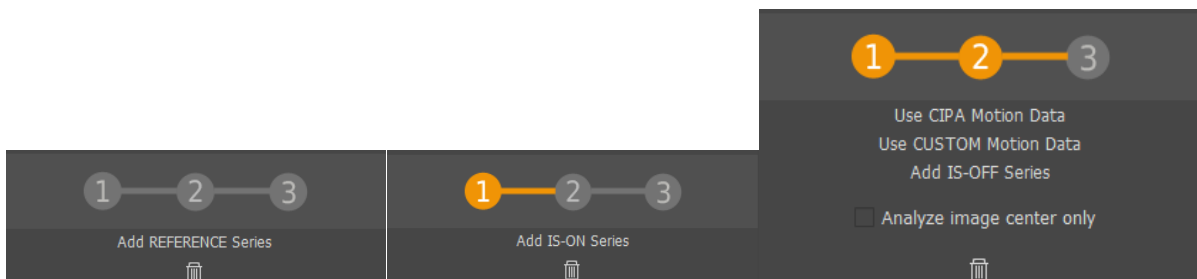 1 2 3
Add REFERENCE Series
1 2 3
Add IS-ON Series
1 2 3
Use CIPA Motion Data
Use CUSTOM Motion Data
Add IS-OFF Series
Analyze image center only